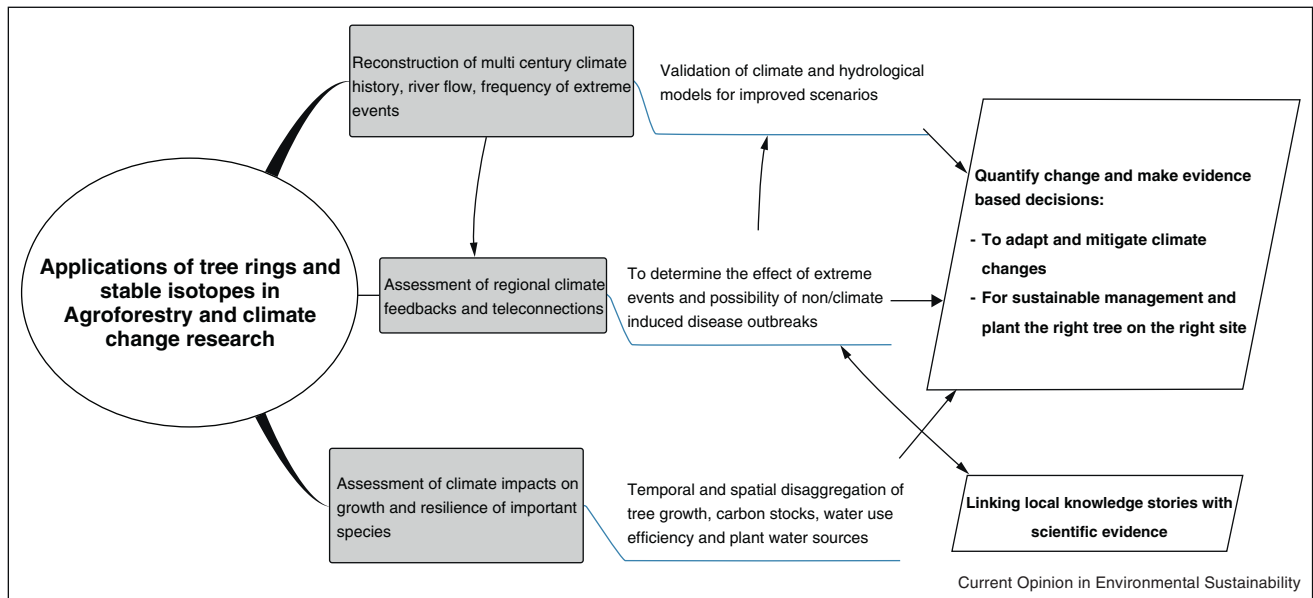 Reconstruction of multi century climate
history, river flow, frequency of extreme
events
Validation of climate and hydrological
models for improved scenarios
Quantify change and make evidence
based decisions:
- To adapt and mitigate climate
changes
- For sustainable management and
plant the right tree on the right site
Applications of tree rings and
stable isotopes in
Agroforestry and climate
change research
Assessment of regional climate
feedbacks and teleconnections
To determine the effect of extreme
events and possibility of non/climate
induced disease outbreaks
Assessment of climate impacts on
growth and resilience of important
species
Temporal and spatial disaggregation of
tree growth, carbon stocks, water use
efficiency and plant water sources
Linking local knowledge stories with
scientific evidence
Current Opinion in Environmental Sustainability